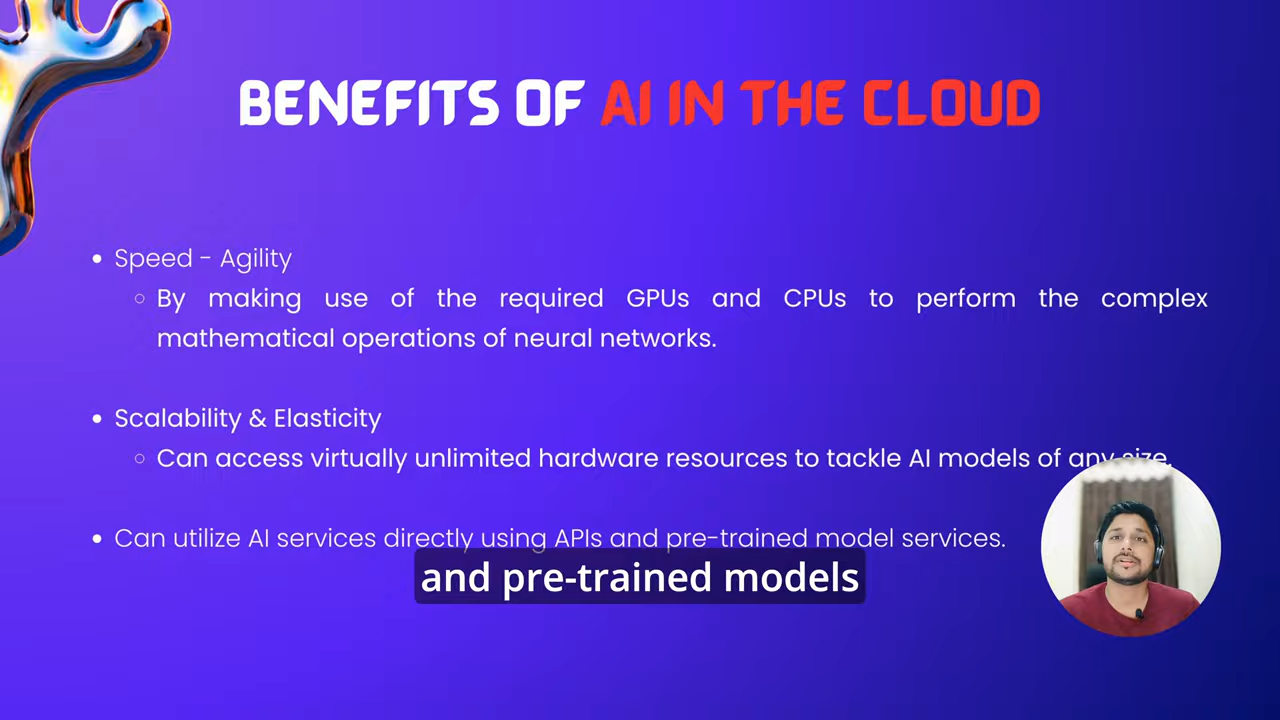 BENEFITS OF AI IN THE CLOUD
Speed - Agility
By making use of the required GPUs and CPUs to perform the complex
mathematical operations of neural networks.
Scalability & Elasticity
Can access virtually unlimited hardware resources to tackle AI models of any size.
Can utilize AI services directly using APIs and pre-trained model services.
and pre-trained models